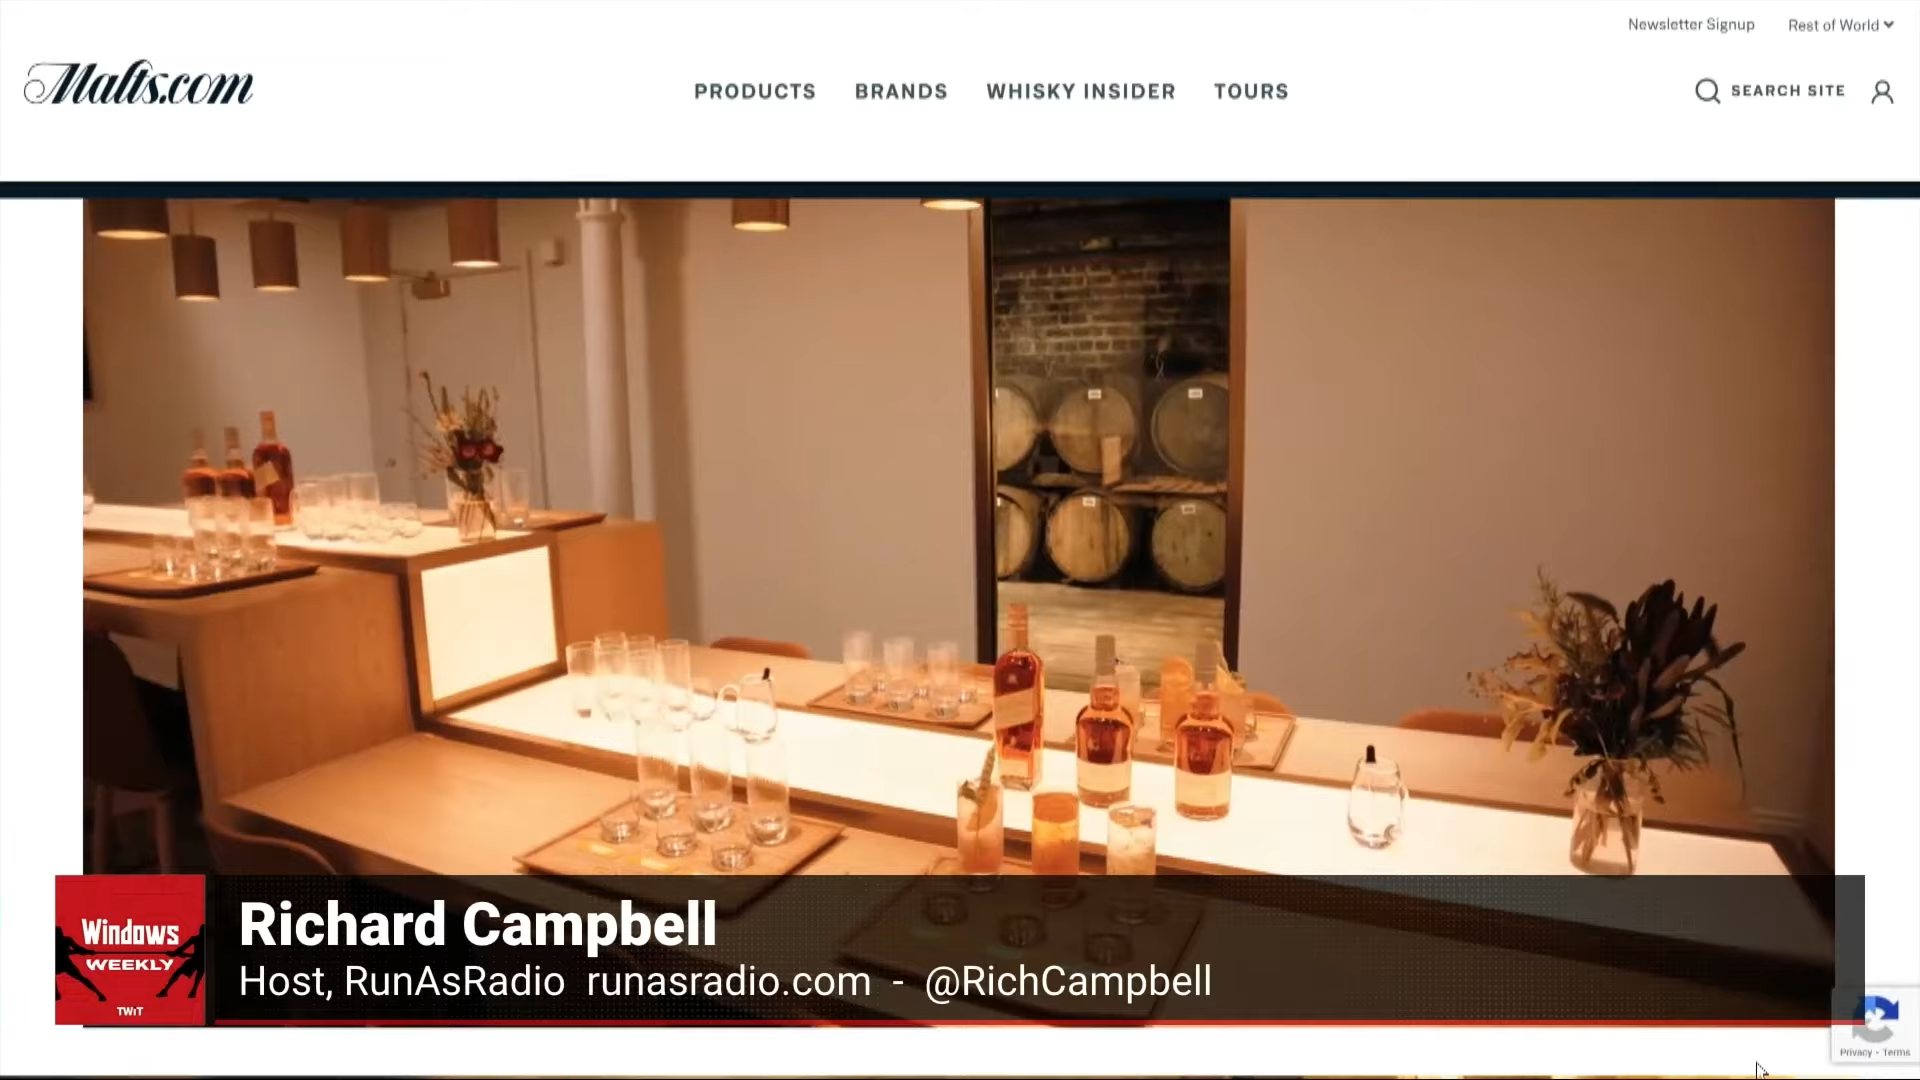 Newsletter Signup Rest of World
Malts.com
PRODUCTS BRANDS WHISKY INSIDER TOURS
SEARCH SITE
Richard Campbell
Host, RunAsRadio runasradio.com - @RichCampbell
Windows
WEEKLY
TWiT
Privacy - Terms